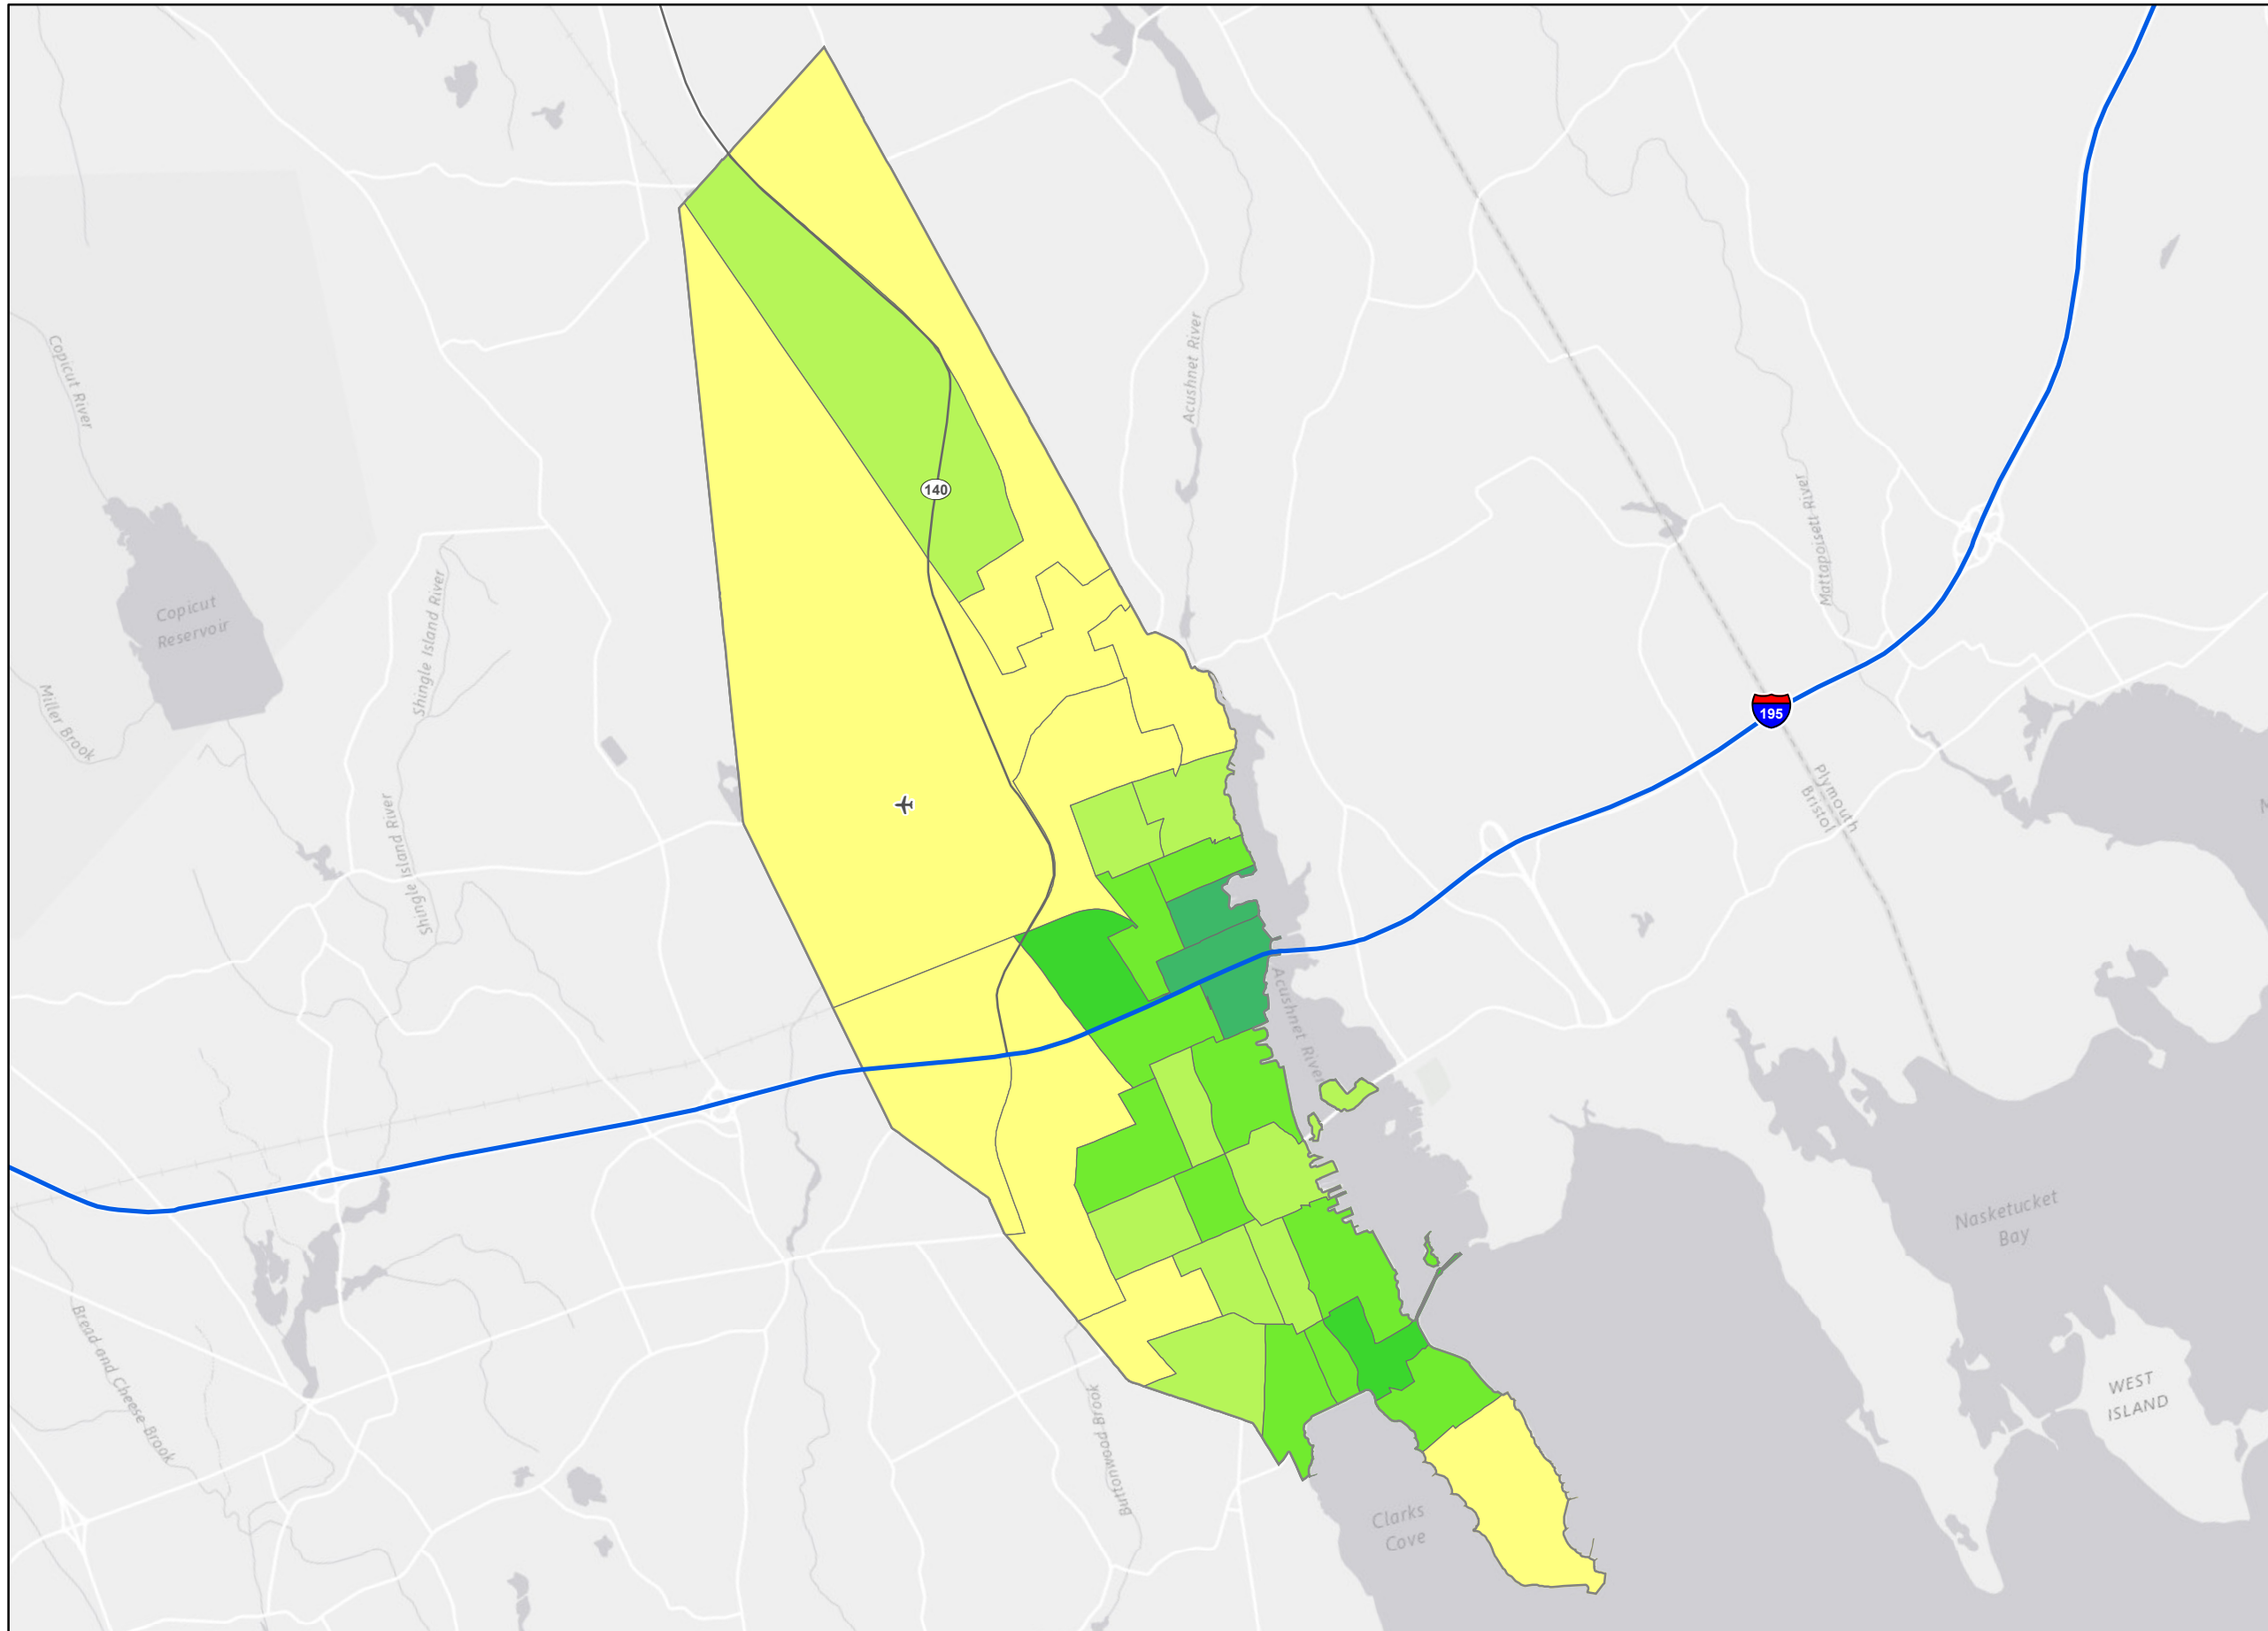 Copicut River
Acushnet River
140
Mattapoisett River
Copicut
Reservoir
Shingle Island River
Miller Brook
195
Plymouth
Bristol
Shingle Island River
Acushnet River
Nasketucket
Bay
Bread and Cheese Brook
Buttonwood Brook
WEST
ISLAND
Clarks
Cove